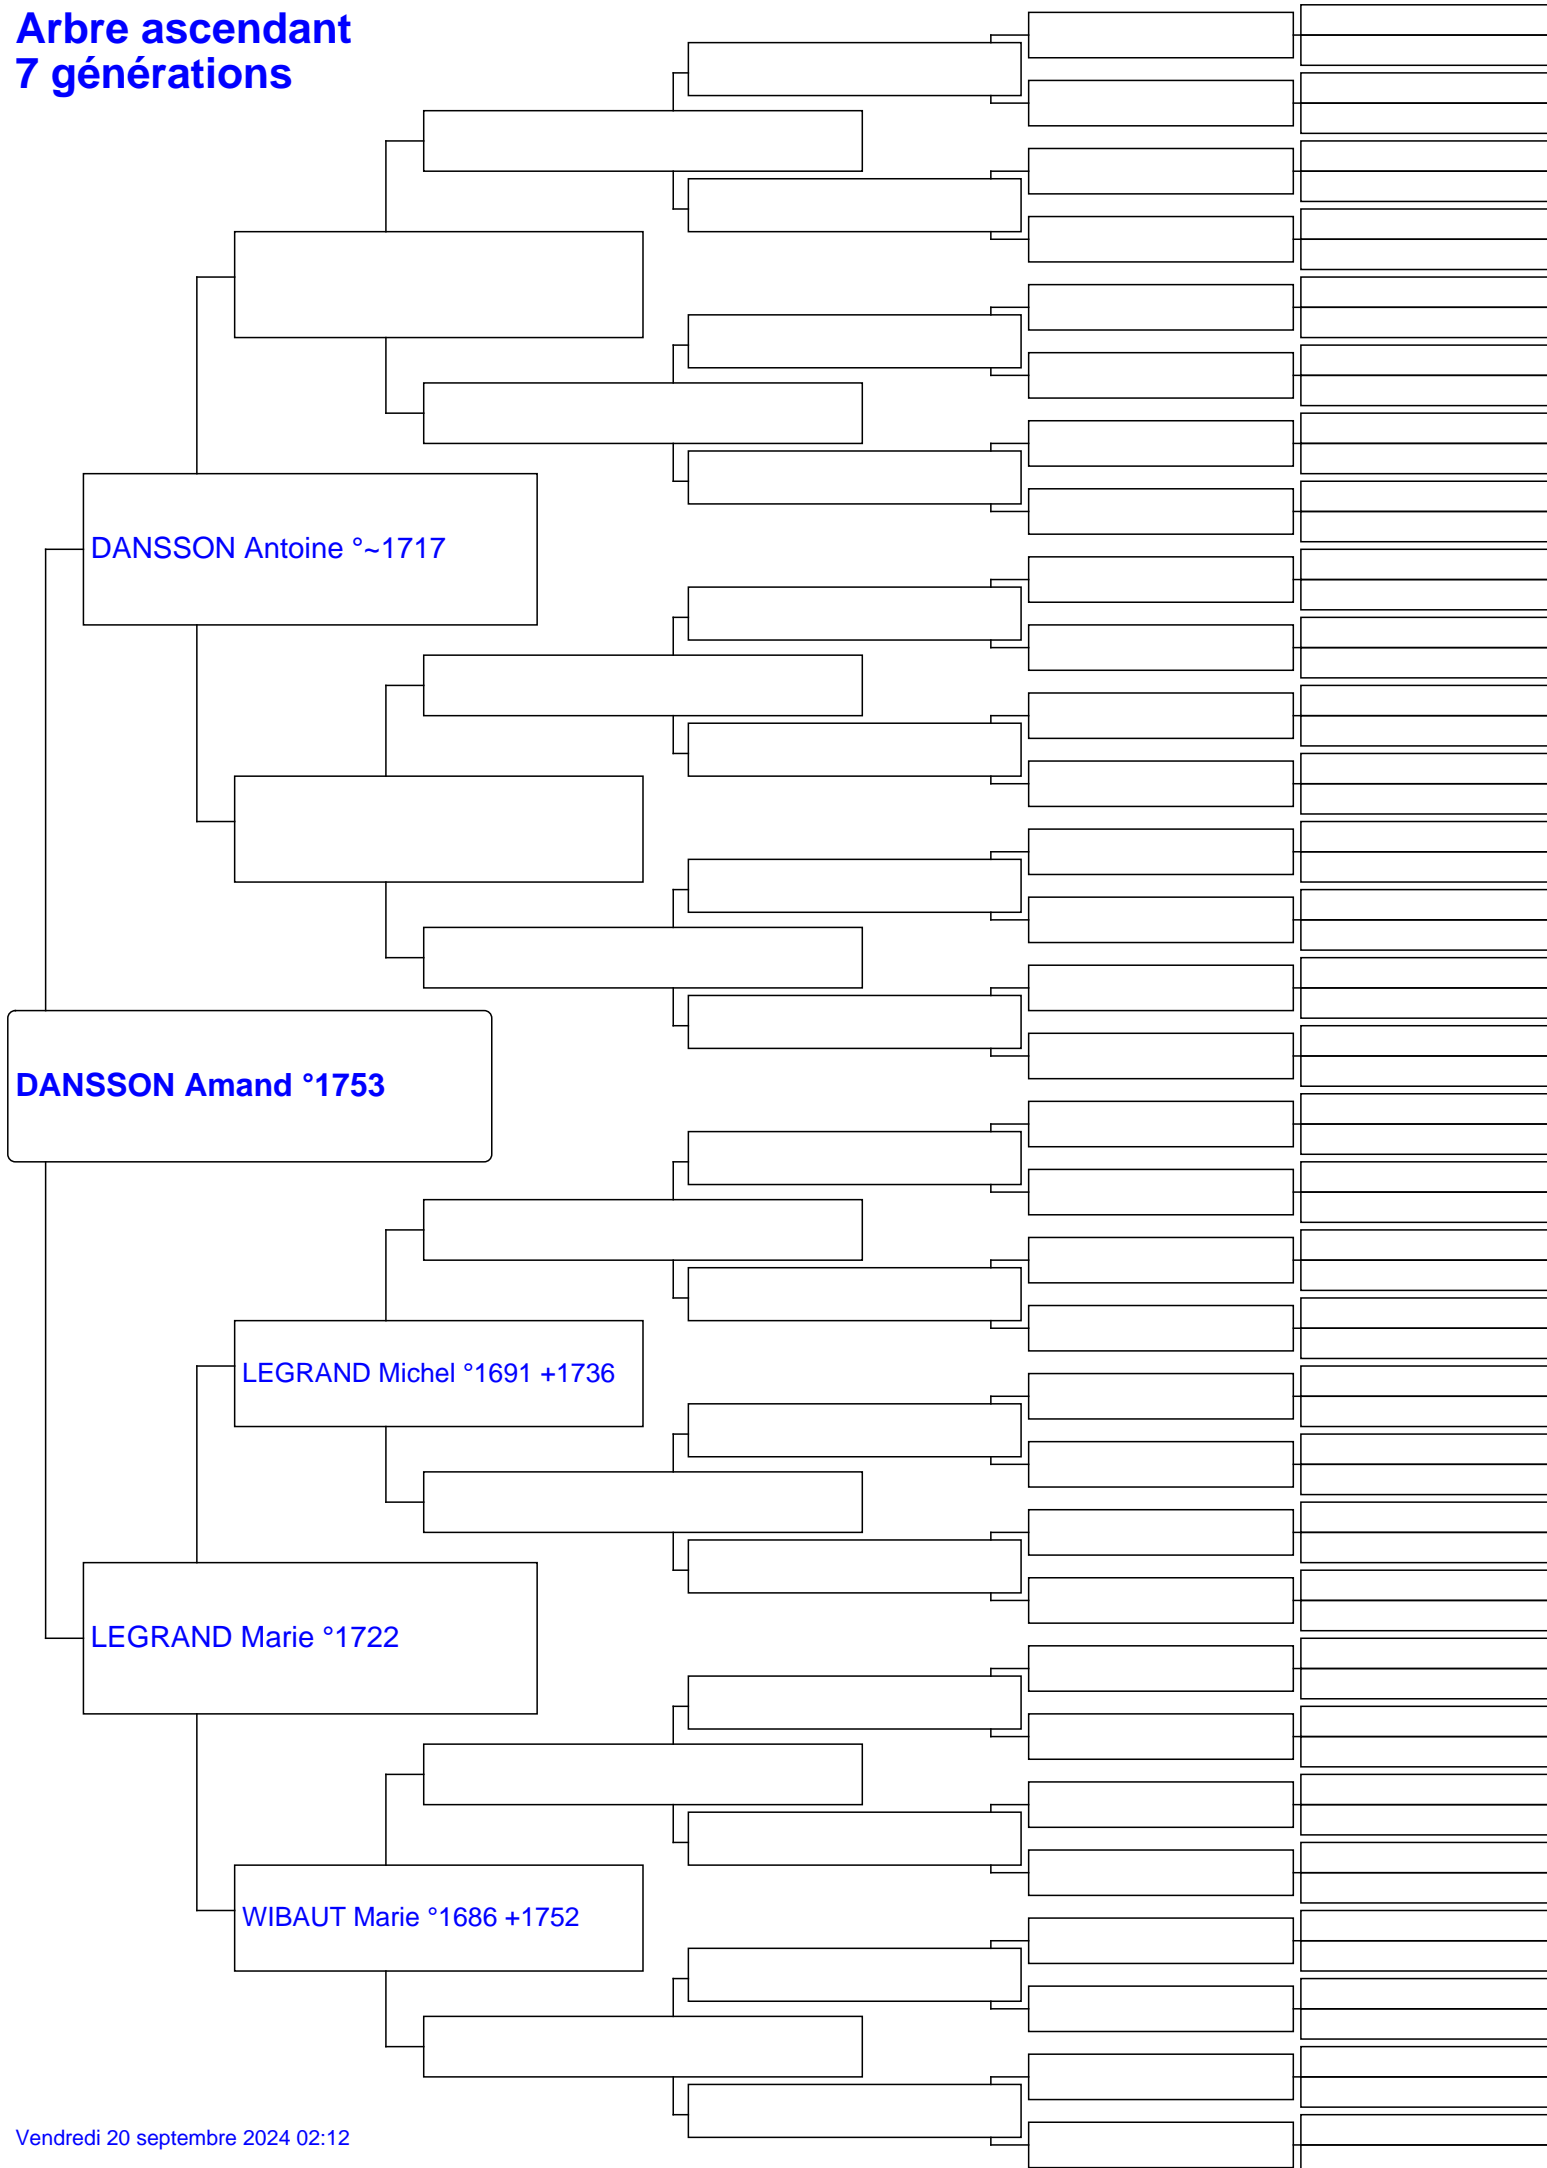 Arbre ascendant
7 générations
DANSSON Antoine °~1717
DANSSON Amand °1753
LEGRAND Michel °1691 +1736
LEGRAND Marie °1722
WIBAUT Marie °1686 +1752
Vendredi 20 septembre 2024 02:12